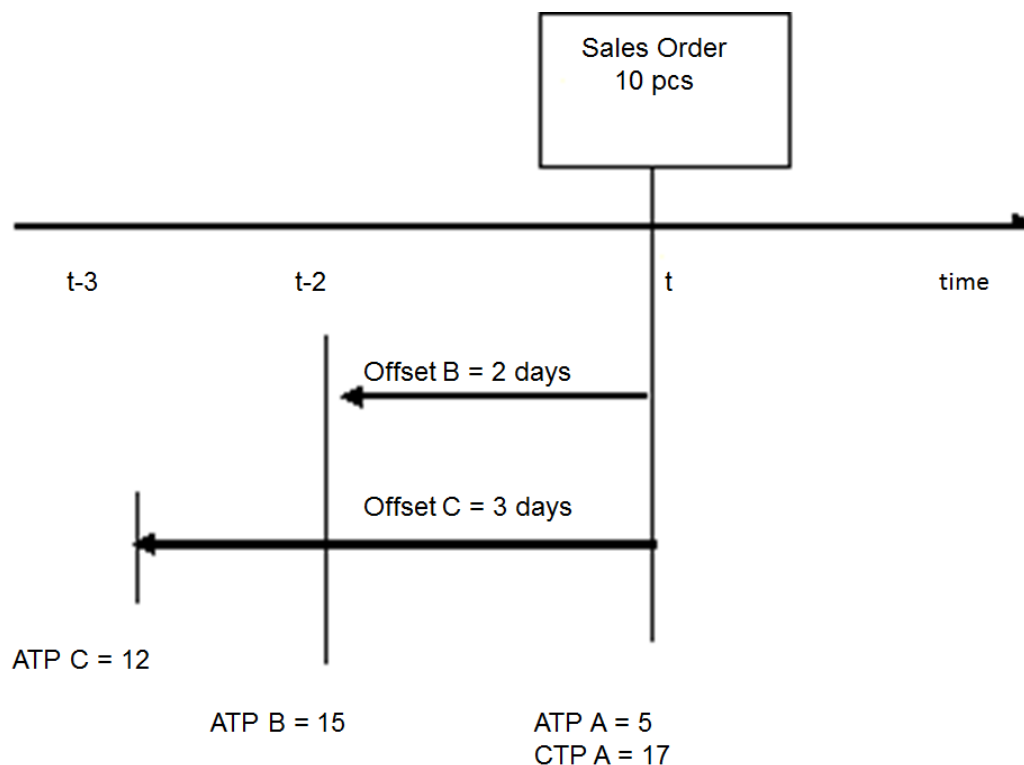 Sales Order
10 pcs
t-3
t-2
t
time
Offset B = 2 days
Offset C = 3 days
ATP C = 12
ATP B = 15
ATP A = 5
CTP A = 17